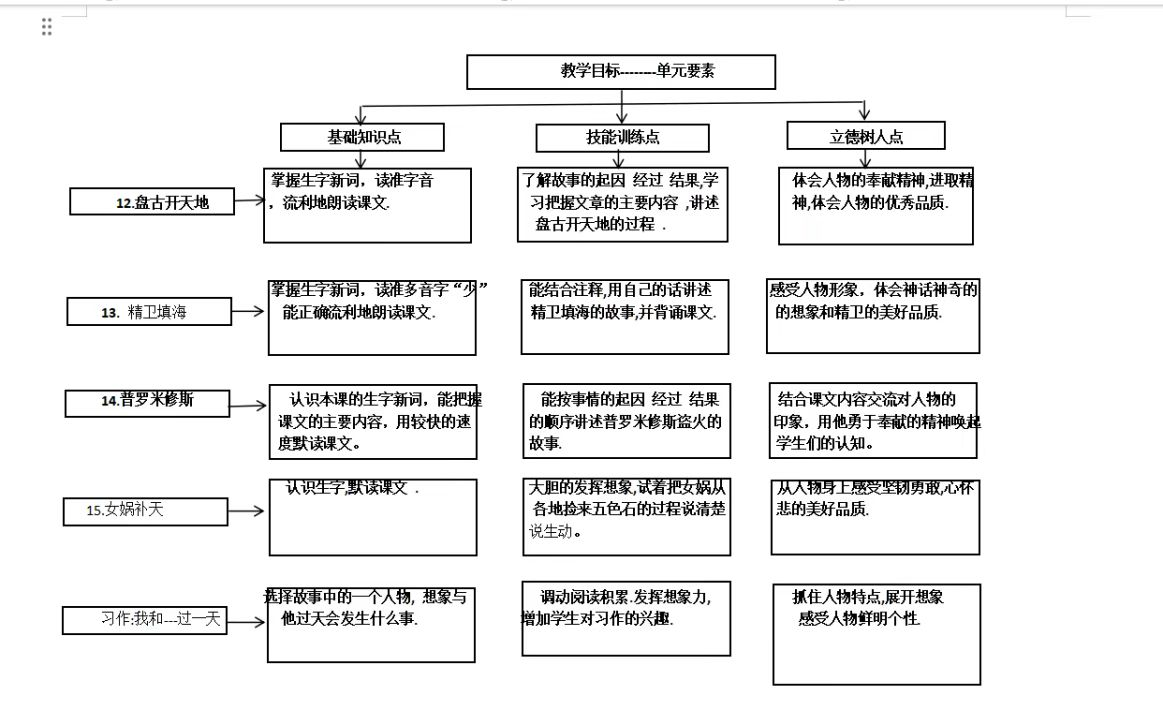 教学目标--------单元要素
基础知识点
技能训练点
立德树人点
12.盘古开天地
掌握生字新词，读准字音
，流利地朗读课文.
了解故事的起因 经过 结果,学
习把握文章的主要内容 ,讲述
盘古开天地的过程 .
体会人物的奉献精神,进取精
神,体会人物的优秀品质.
13. 精卫填海
掌握生字新词，读准多音字“少”
能正确流利地朗读课文.
能结合注释,用自己的话讲述
精卫填海的故事,并背诵课文.
感受人物形象，体会神话神奇的
的想象和精卫的美好品质.
14.普罗米修斯
认识本课的生字新词，能把握
课文的主要内容，用较快的速
度默读课文。
能按事情的起因 经过 结果
的顺序讲述普罗米修斯盗火的
故事.
结合课文内容交流对人物的
印象，用他勇于奉献的精神唤起
学生们的认知。
15.女娲补天
认识生字,默读课文 .
大胆的发挥想象,试着把女娲从
各地捡来五色石的过程说清楚
说生动。
从人物身上感受坚韧勇敢,心怀
悲的美好品质.
习作:我和---过一天
选择故事中的一个人物, 想象与
他过天会发生什么事.
调动阅读积累.发挥想象力,
增加学生对习作的兴趣.
抓住人物特点,展开想象
感受人物鲜明个性.